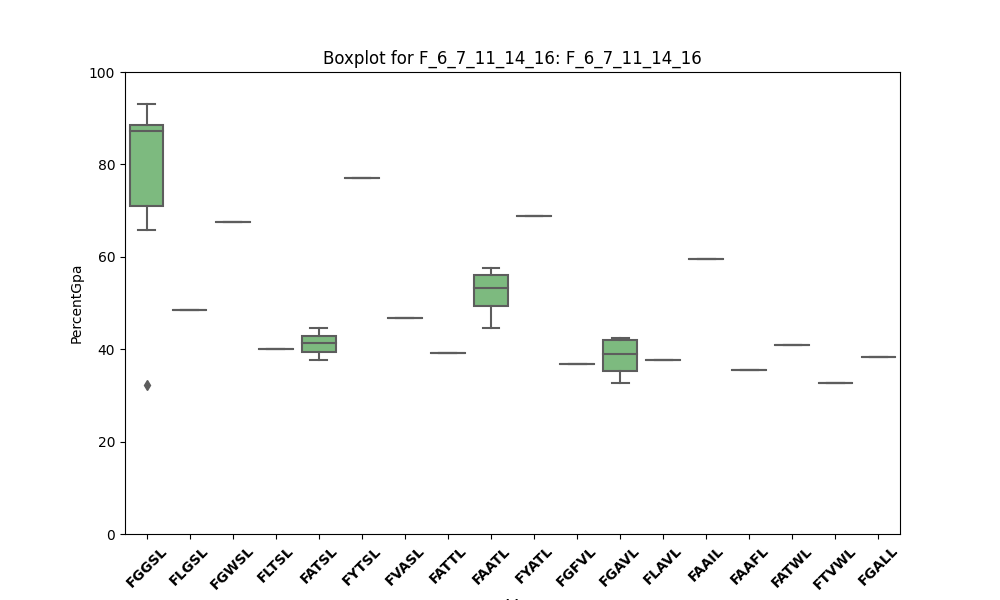 Boxplot for F_6_7_11_14_16: F_6_7_11_14_16
100
80
60
40
20
0
PercentGpa
FGGSL
FLGSL
FGWSL
FLTSL
FATSL
FYTSL
FVASL
FATTL
FAATL
FYATL
FGFVL
FGAVL
FLAVL
FAAIL
FAAFL
FATWL
FTVWL
FGALL